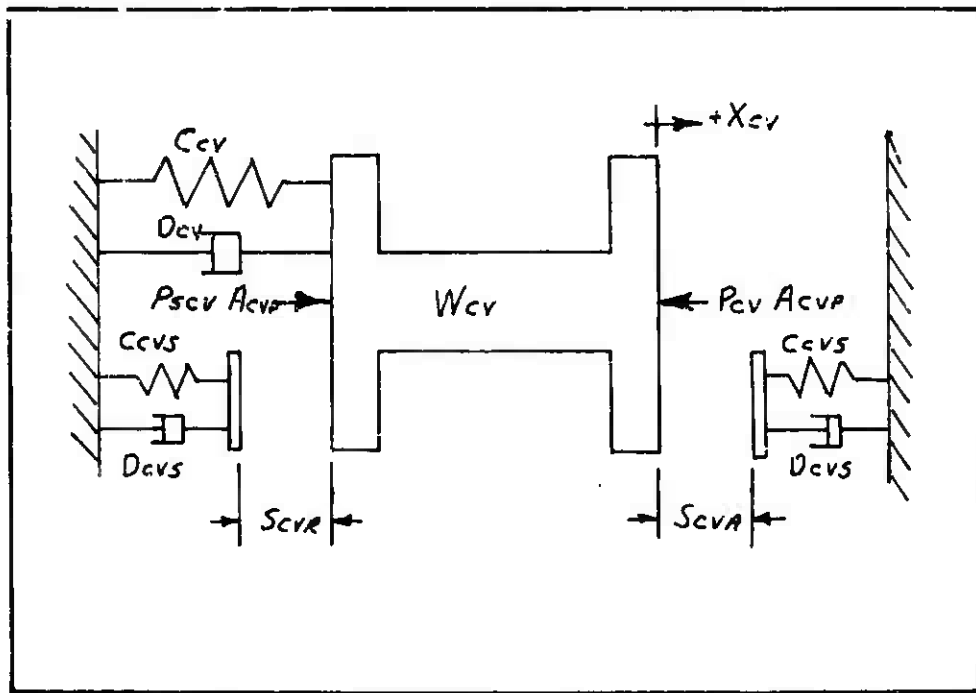 +XCV
CCV
DCV
PSCV ACVP
WCV
PCV ACVP
CCVS
CCVS
DCVS
DCVS
SCVR
SCVA